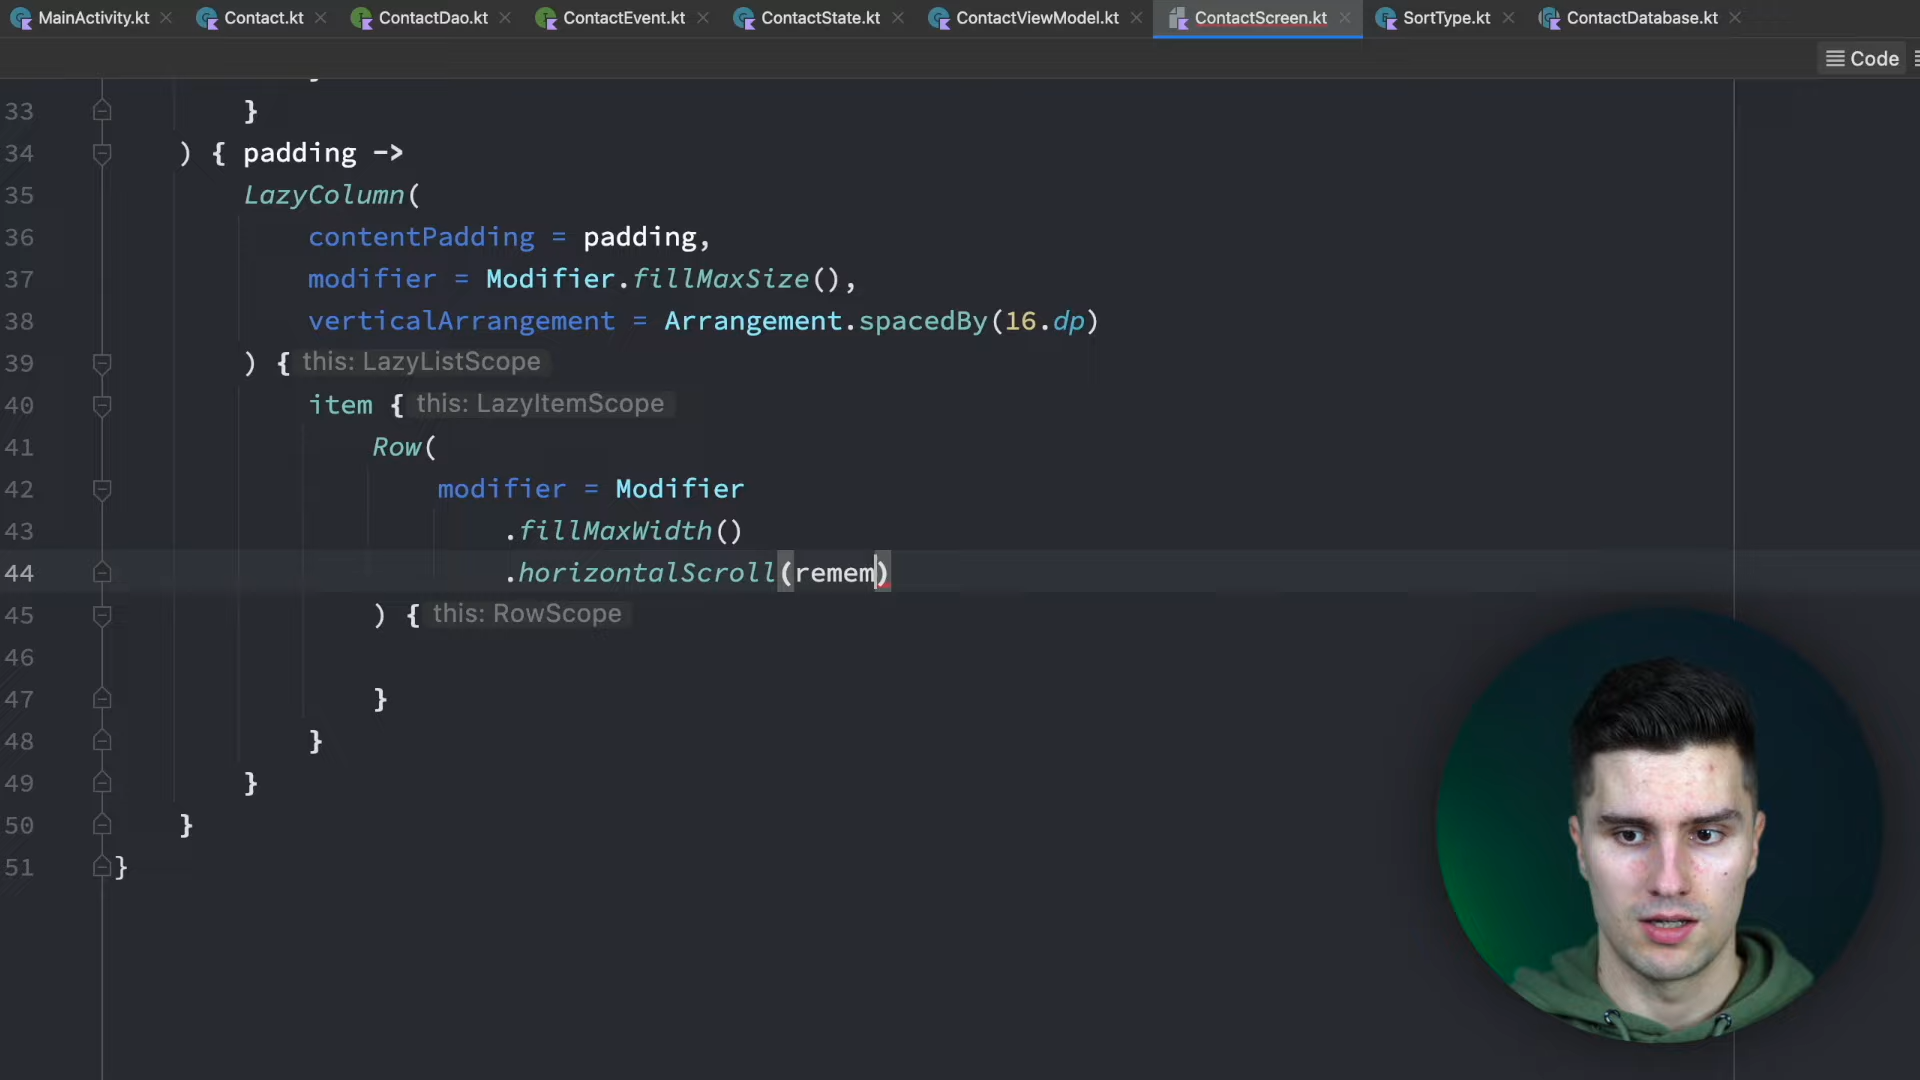 MainActivity.kt Contact.kt ContactDao.kt ContactEvent.kt ContactState.kt ContactViewModel.kt ContactScreen.kt SortType.kt ContactDatabase.kt
Code
33 }
34 ) { padding ->
35 LazyColumn(
36 contentPadding = padding,
37 modifier = Modifier.fillMaxSize(),
38 verticalArrangement = Arrangement.spacedBy(16.dp)
39 ) { this: LazyListScope
40 item { this: LazyItemScope
41 Row(
42 modifier = Modifier
43 .fillMaxWidth()
44 .horizontalScroll(remem)
45 ) { this: RowScope
46
47 }
48 }
49 }
50 }
51 }